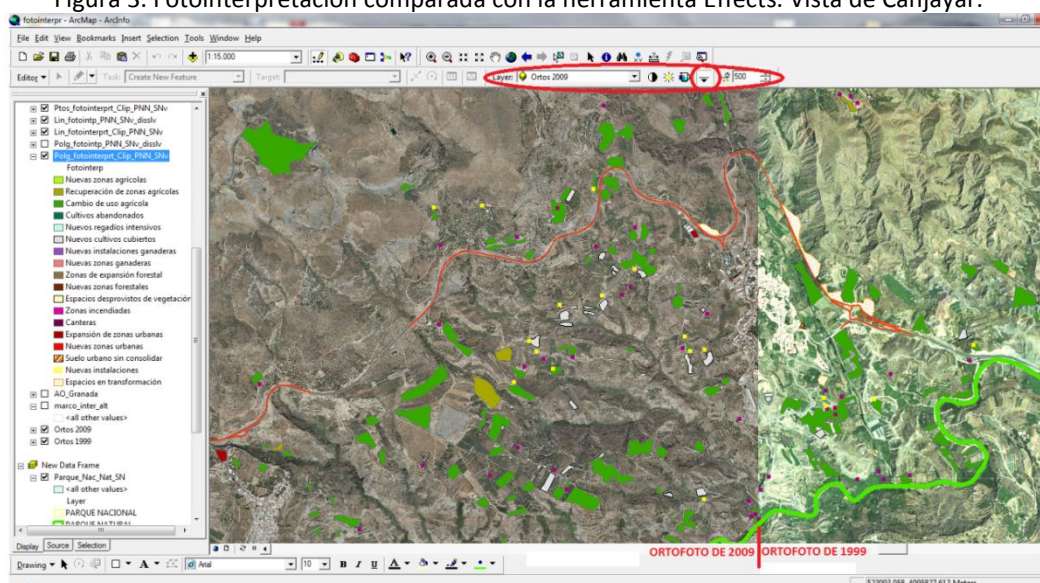 Figura 3. Fotointerpretación comparada con la herramienta Effects. Vista de Canjáyar.
fotointerpr - ArcMap - ArcInfo
File Edit View Bookmarks Insert Selection Tools Window Help
1:15.000
Editor Task: Create New Feature Target: Layer: Ortos 2009 500
Ptos_fotointerprt_Clip_PNN_SNv
Lin_fotointp_PNN_SNv_disslv
Lin_fotointerprt_Clip_PNN_SNv
Polg_fotointp_PNN_SNv_disslv
Polg_fotointerprt_Clip_PNN_SNv
Fotointerp
Nuevas zonas agrícolas
Recuperación de zonas agrícolas
Cambio de uso agrícola
Cultivos abandonados
Nuevos regadíos intensivos
Nuevos cultivos cubiertos
Nuevas instalaciones ganaderas
Nuevas zonas ganaderas
Zonas de expansión forestal
Nuevas zonas forestales
Espacios desprovistos de vegetación
Zonas incendiadas
Canteras
Expansión de zonas urbanas
Nuevas zonas urbanas
Suelo urbano sin consolidar
Nuevas instalaciones
Espacios en transformación
AO_Granada
marco_inter_alt
<all other values>
Ortos 2009
Ortos 1999
New Data Frame
Parque_Nac_Nat_SN
<all other values>
Layer
PARQUE NACIONAL
PARQUE NATURAL
Display Source Selection
ORTOFOTO DE 2009 ORTOFOTO DE 1999
Drawing Arial 10 B I U A